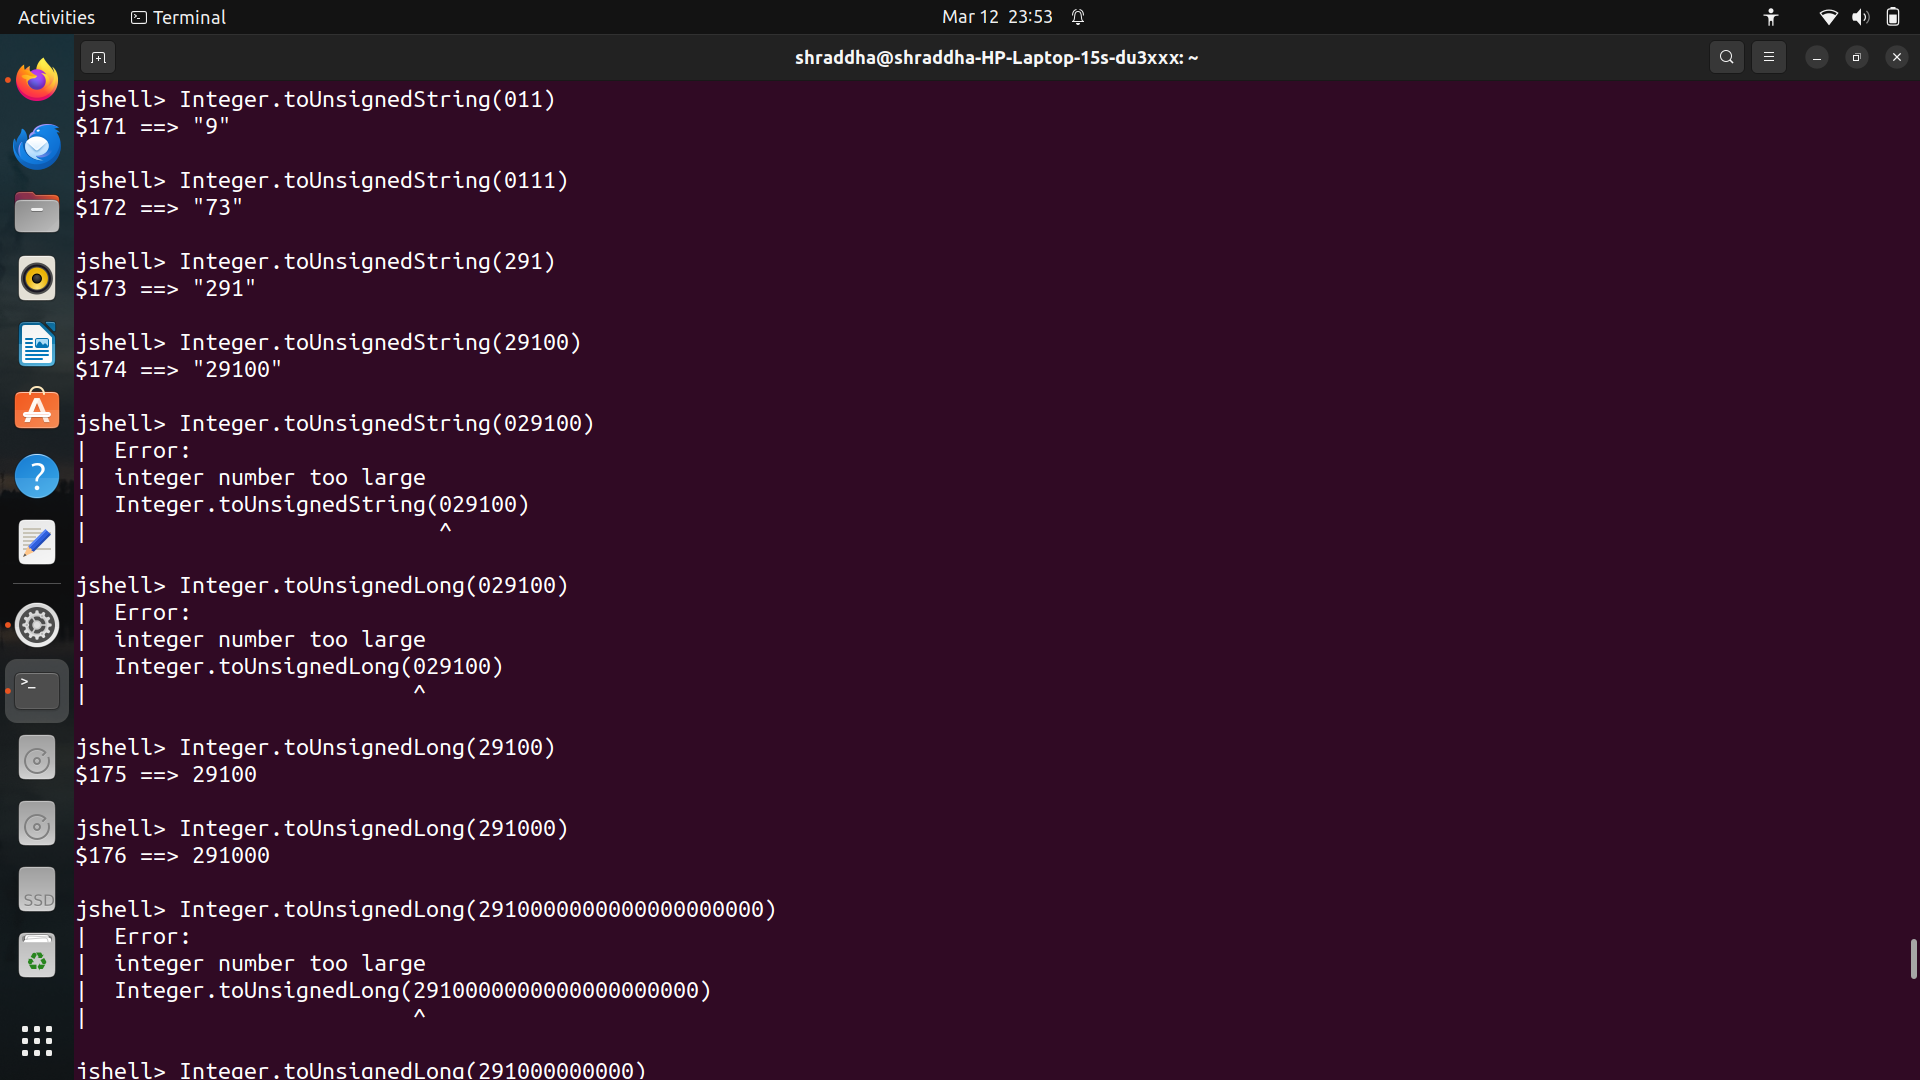 Activities
Terminal
Mar 12 23:53
shraddha@shraddha-HP-Laptop-15s-du3xxx: ~
jshell> Integer.toUnsignedString(011)
$171 ==> "9"
jshell> Integer.toUnsignedString(0111)
$172 ==> "73"
jshell> Integer.toUnsignedString(291)
$173 ==> "291"
jshell> Integer.toUnsignedString(29100)
$174 ==> "29100"
jshell> Integer.toUnsignedString(029100)
|  Error:
|  integer number too large
|  Integer.toUnsignedString(029100)
|                           ^
jshell> Integer.toUnsignedLong(029100)
|  Error:
|  integer number too large
|  Integer.toUnsignedLong(029100)
|                         ^
jshell> Integer.toUnsignedLong(29100)
$175 ==> 29100
jshell> Integer.toUnsignedLong(291000)
$176 ==> 291000
jshell> Integer.toUnsignedLong(2910000000000000000000)
|  Error:
|  integer number too large
|  Integer.toUnsignedLong(2910000000000000000000)
|                         ^
jshell> Integer.toUnsignedLong(291000000000)
SSD